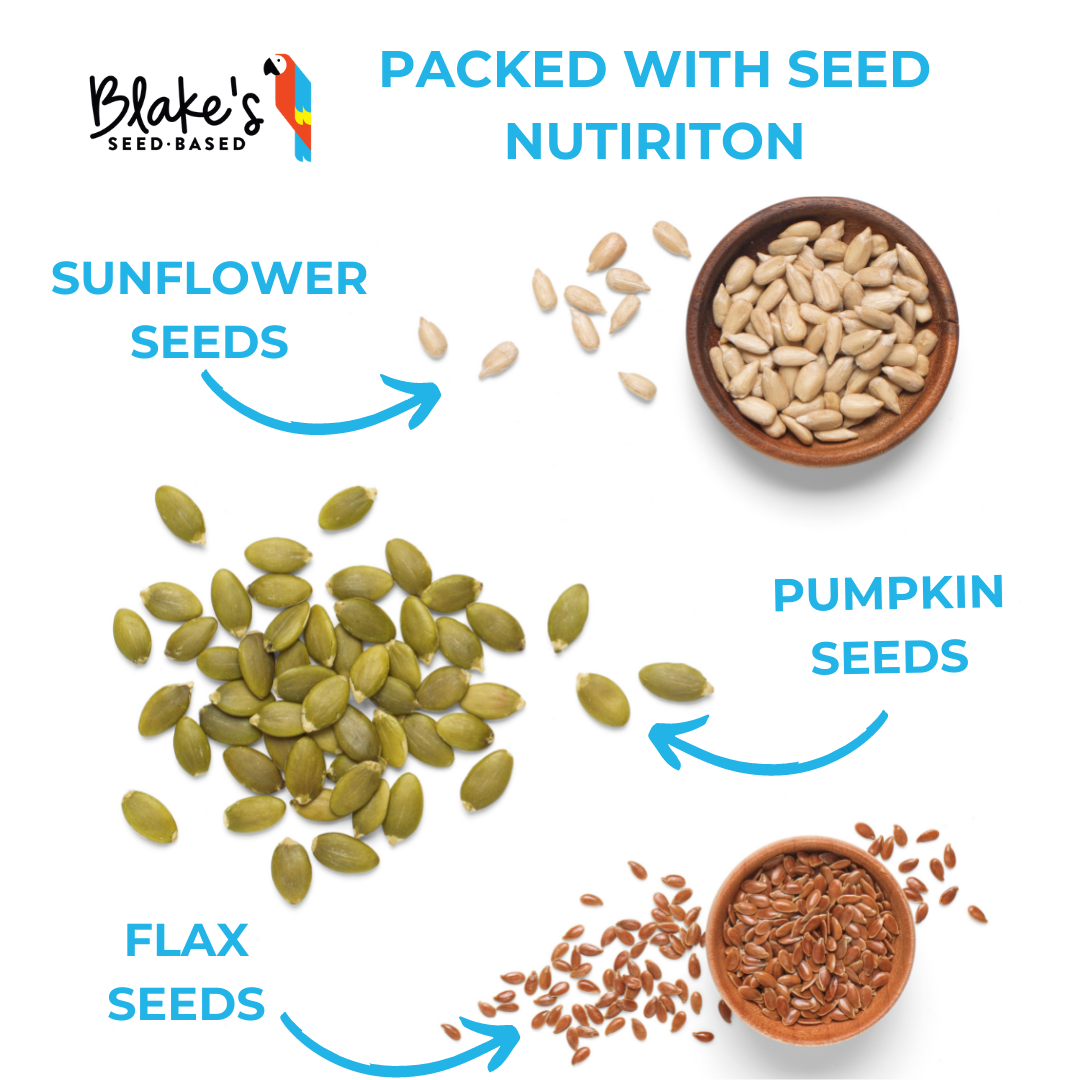 Blake's
SEED·BASED
PACKED WITH SEED
NUTIRITON
SUNFLOWER
SEEDS
PUMPKIN
SEEDS
FLAX
SEEDS